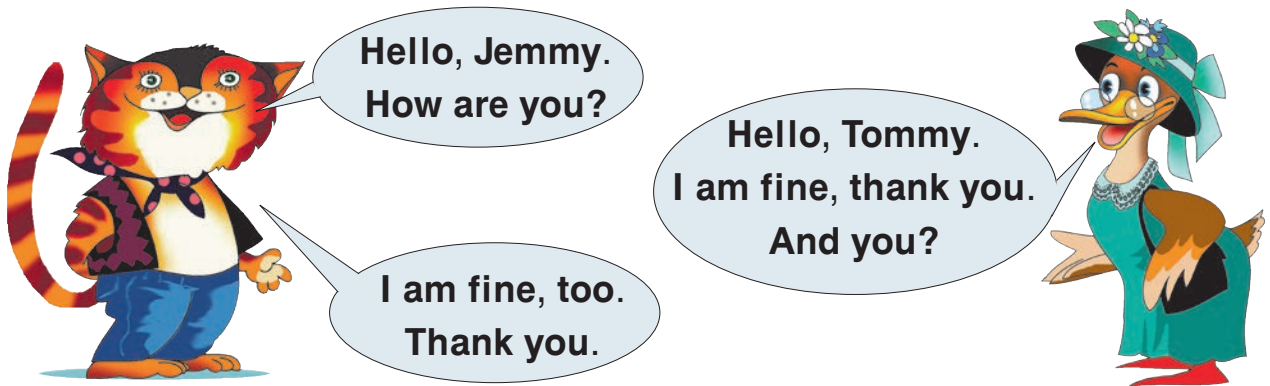 Hello, Jemmy.
How are you?
Hello, Tommy.
I am fine, thank you.
And you?
I am fine, too.
Thank you.